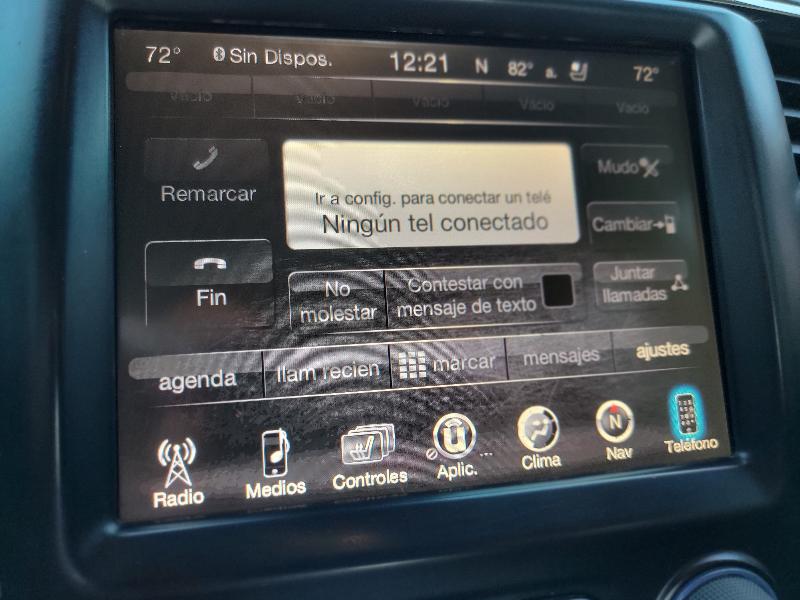 72° Sin Dispos. 12:21 N 82° a. 72°
Vacío Vacío Vacío Vacío Vacío
Remarcar
Ir a config. para conectar un telé
Ningún tel conectado
Mudo
Cambiar
Fin
No
molestar
Contestar con
mensaje de texto
Juntar
llamadas
agenda llam recien marcar mensajes ajustes
Radio Medios Controles Aplic. Clima Nav Teléfono
N